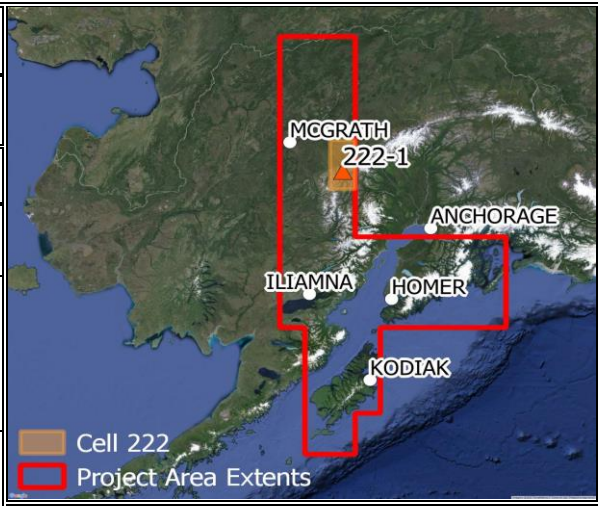 MCGRATH
222-1
ANCHORAGE
ILIAMNA
HOMER
KODIAK
Cell 222
Project Area Extents